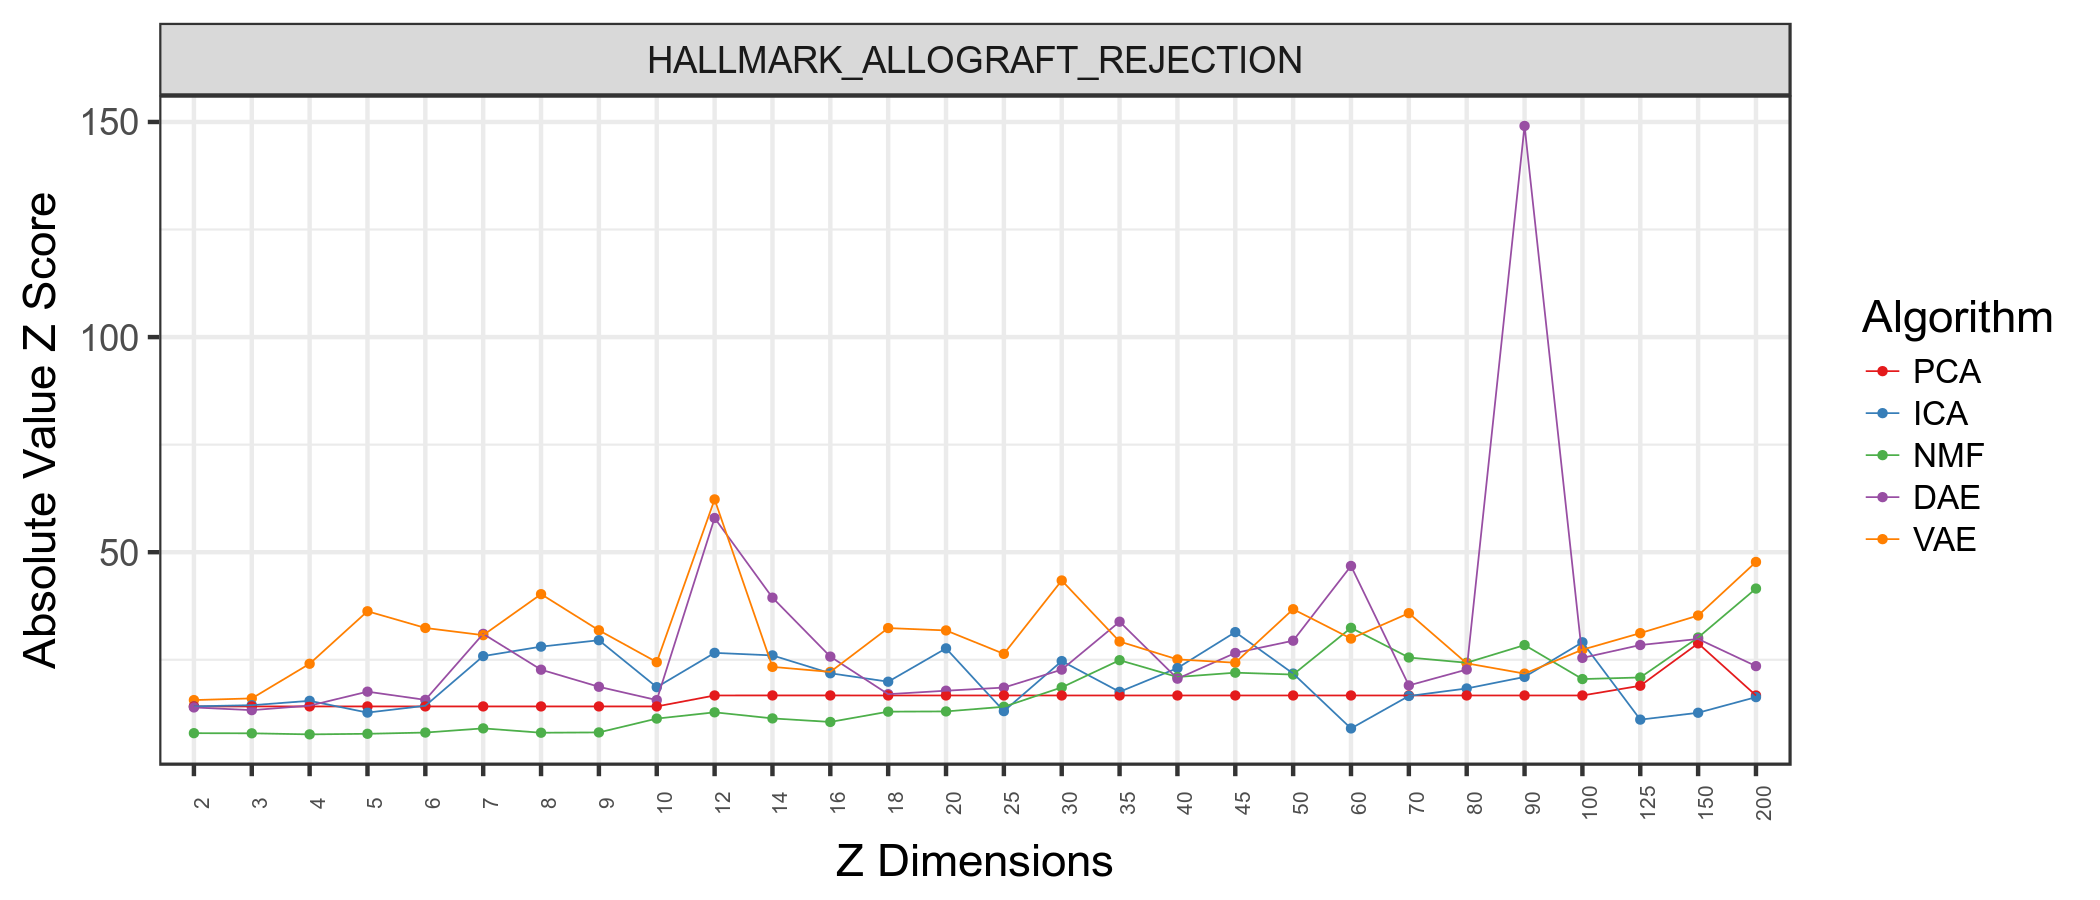 HALLMARK_ALLOGRAFT_REJECTION
150
100
50
Absolute Value Z Score
2 3 4 5 6 7 8 9 10 12 14 16 18 20 25 30 35 40 45 50 60 70 80 90 100 125 150 200
Z Dimensions
Algorithm
PCA
ICA
NMF
DAE
VAE